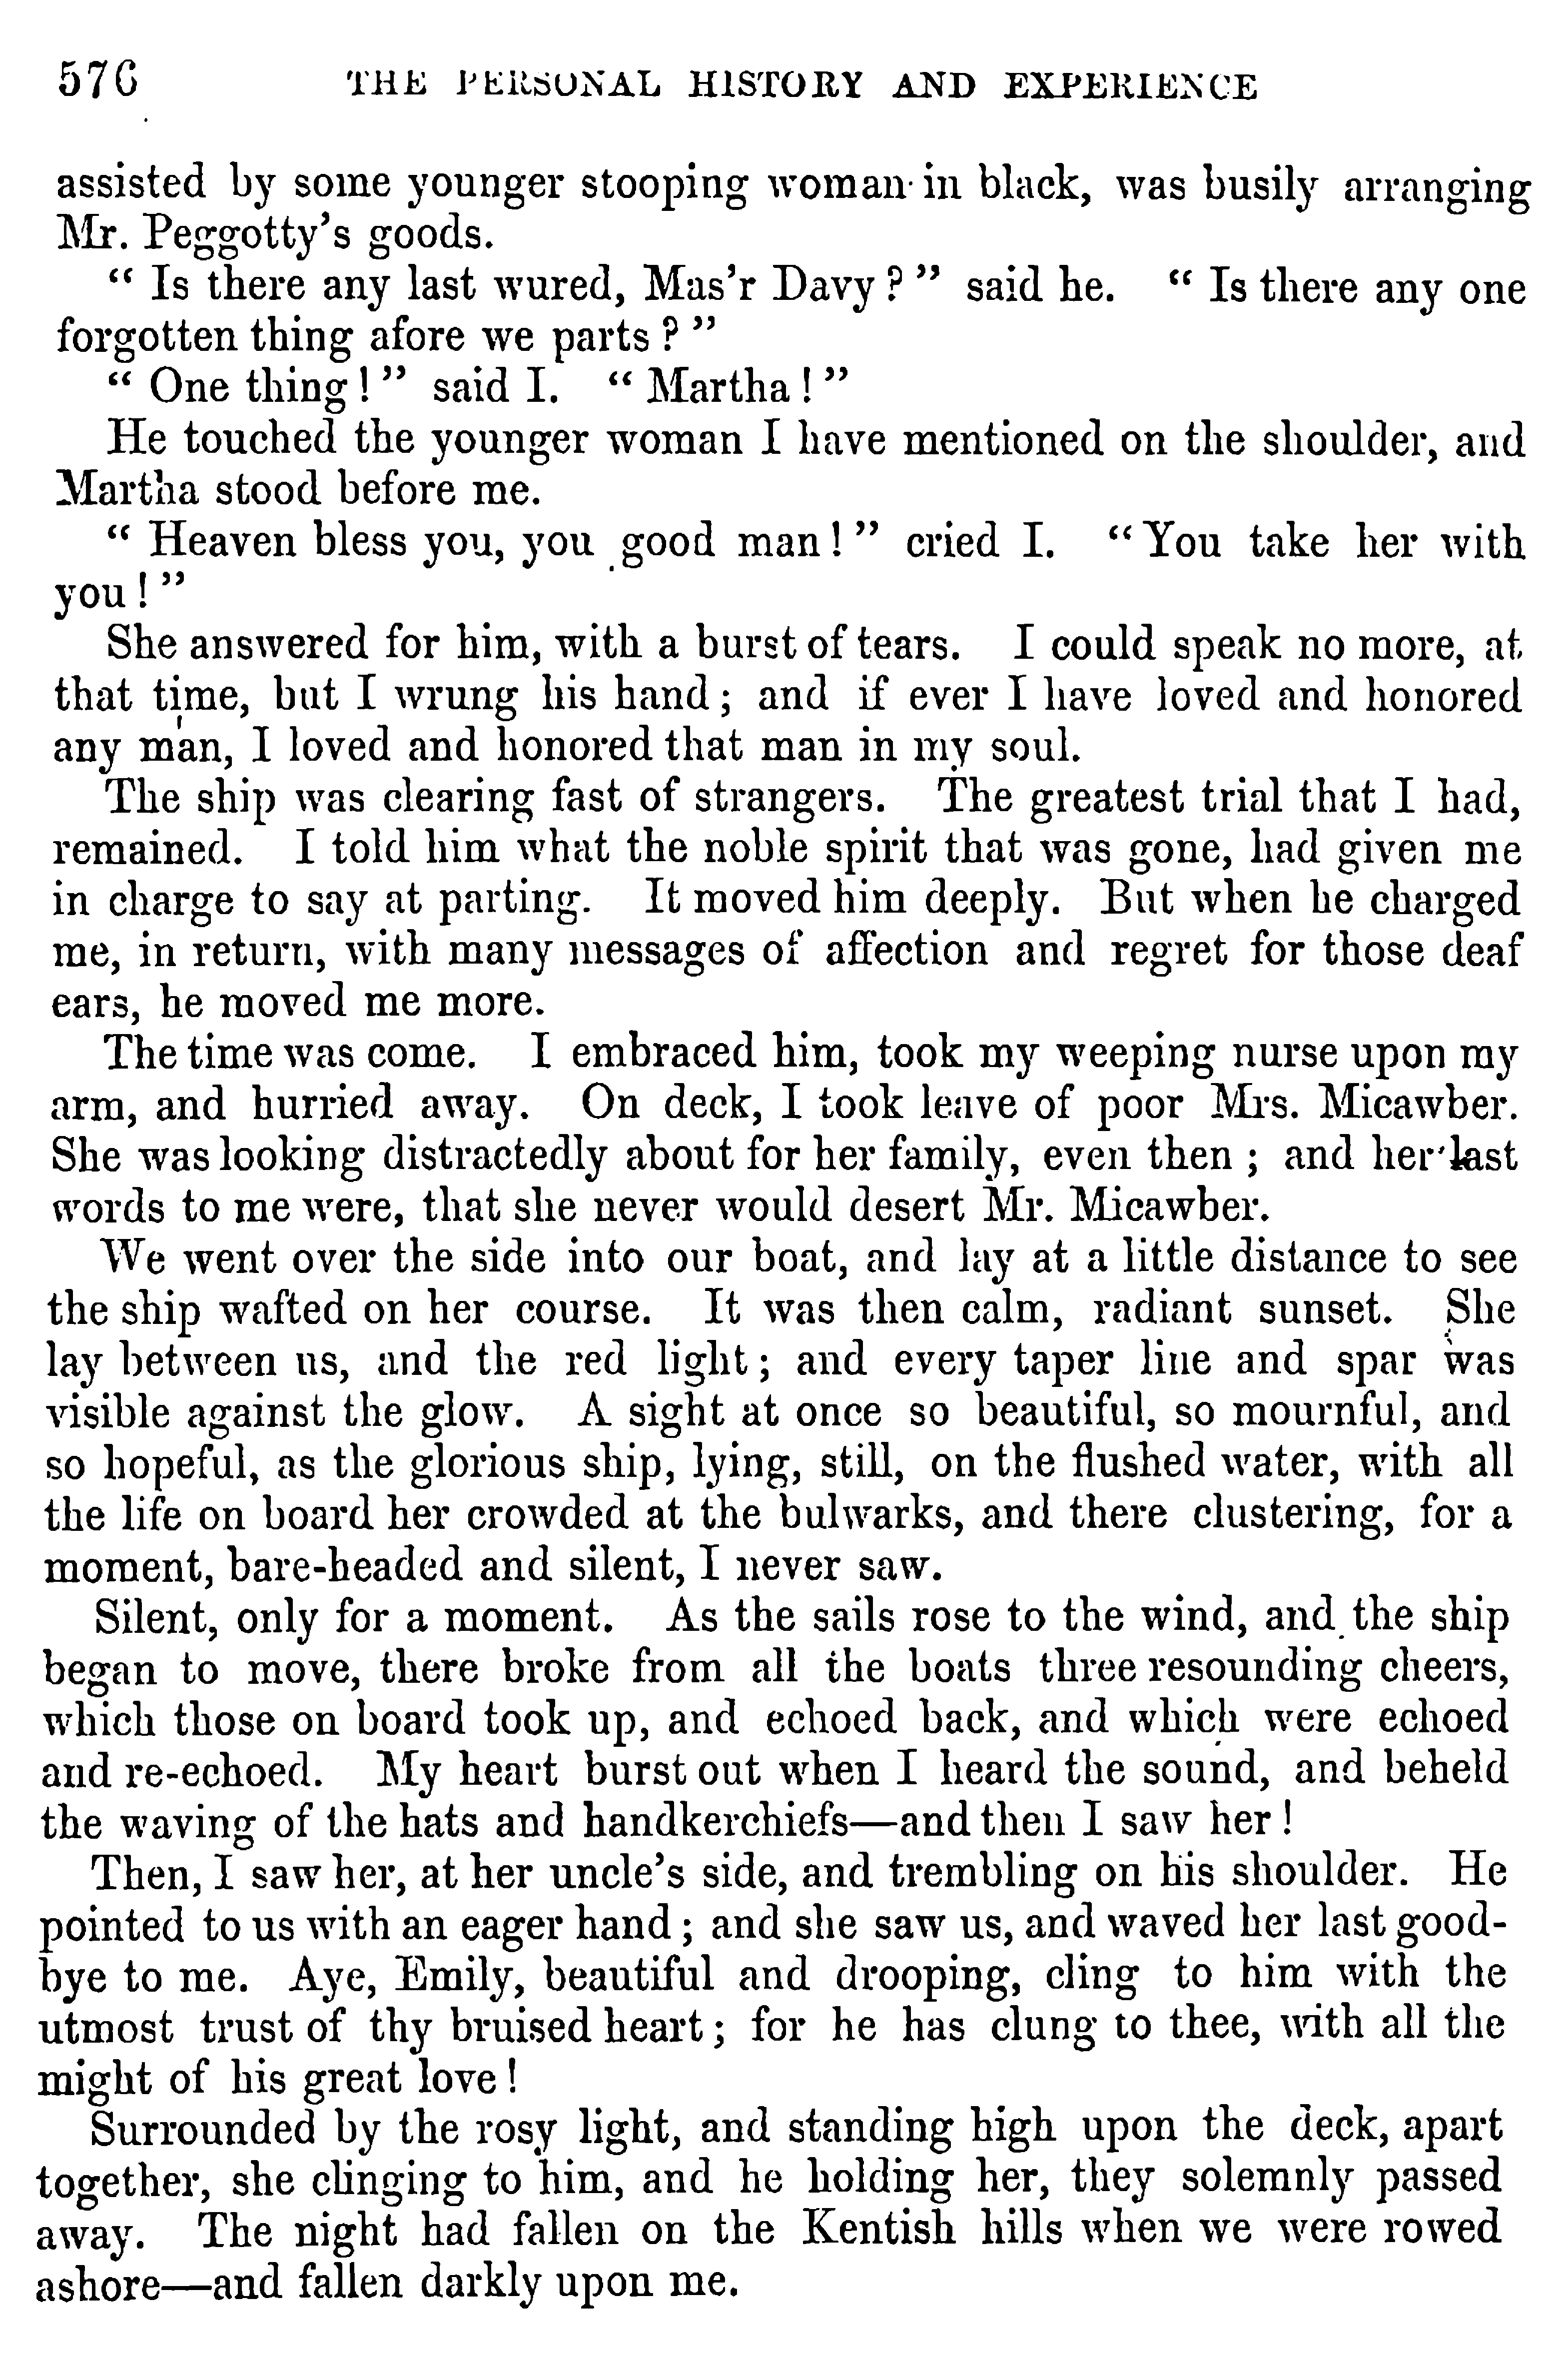 576 THE PERSONAL HISTORY AND EXPERIENCE
assisted by some younger stooping woman in black, was busily arranging
Mr. Peggotty's goods.
“ Is there any last wured, Mas'r Davy ? ” said he. “ Is there any one
forgotten thing afore we parts ? ”
“ One thing ! ” said I. “ Martha ! ”
He touched the younger woman I have mentioned on the shoulder, and
Martha stood before me.
“ Heaven bless you, you good man ! ” cried I. “ You take her with
you ! ”
She answered for him, with a burst of tears. I could speak no more, at
that time, but I wrung his hand ; and if ever I have loved and honored
any man, I loved and honored that man in my soul.
The ship was clearing fast of strangers. The greatest trial that I had,
remained. I told him what the noble spirit that was gone, had given me
in charge to say at parting. It moved him deeply. But when he charged
me, in return, with many messages of affection and regret for those deaf
ears, he moved me more.
The time was come. I embraced him, took my weeping nurse upon my
arm, and hurried away. On deck, I took leave of poor Mrs. Micawber.
She was looking distractedly about for her family, even then ; and her last
words to me were, that she never would desert Mr. Micawber.
We went over the side into our boat, and lay at a little distance to see
the ship wafted on her course. It was then calm, radiant sunset. She
lay between us, and the red light ; and every taper line and spar was
visible against the glow. A sight at once so beautiful, so mournful, and
so hopeful, as the glorious ship, lying, still, on the flushed water, with all
the life on board her crowded at the bulwarks, and there clustering, for a
moment, bare-headed and silent, I never saw.
Silent, only for a moment. As the sails rose to the wind, and the ship
began to move, there broke from all the boats three resounding cheers,
which those on board took up, and echoed back, and which were echoed
and re-echoed. My heart burst out when I heard the sound, and beheld
the waving of the hats and handkerchiefs—and then I saw her !
Then, I saw her, at her uncle's side, and trembling on his shoulder. He
pointed to us with an eager hand ; and she saw us, and waved her last good-
bye to me. Aye, Emily, beautiful and drooping, cling to him with the
utmost trust of thy bruised heart ; for he has clung to thee, with all the
might of his great love !
Surrounded by the rosy light, and standing high upon the deck, apart
together, she clinging to him, and he holding her, they solemnly passed
away. The night had fallen on the Kentish hills when we were rowed
ashore—and fallen darkly upon me.